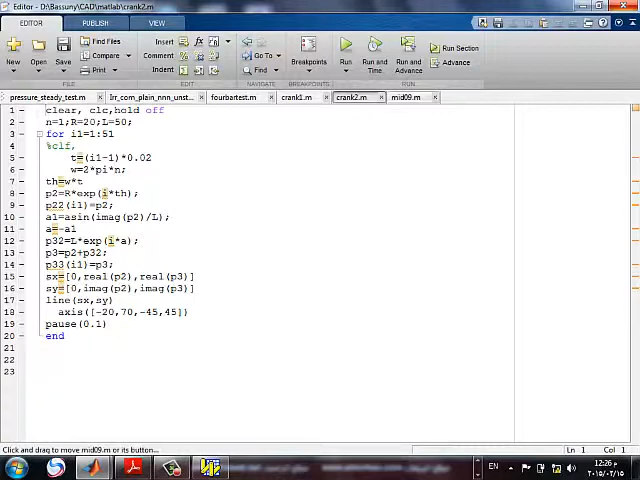 Editor - D:\Bassuny\CAD\matlab\crank2.m
EDITOR PUBLISH VIEW
New Open Save
Find Files
Compare
Print
Insert
Comment
Indent
fx
Go To
Find
Breakpoints
Run
Run and Time
Run and Advance
Run Section
Advance
FILE EDIT NAVIGATE BREAKPOINTS RUN
pressure_steady_test.m lrr_com_plain_nnn_unst... fourbartest.m crank1.m crank2.m mid09.m
1 clear, clc,hold off
2 n=1;R=20;L=50;
3 for i1=1:51
4 %clf,
5 t=(i1-1)*0.02
6 w=2*pi*n;
7 th=w*t
8 p2=R*exp(i*th);
9 p22(i1)=p2;
10 a1=asin(imag(p2)/L);
11 a=-a1
12 p32=L*exp(i*a);
13 p3=p2+p32;
14 p33(i1)=p3;
15 sx=[0,real(p2),real(p3)]
16 sy=[0,imag(p2),imag(p3)]
17 line(sx,sy)
18 axis([-20,70,-45,45])
19 pause(0.1)
20 end
21
22
23
Click and drag to move mid09.m or its button...
Ln 1 Col 1
EN
12:26 م
٢٠١٥/٠٢/١٥